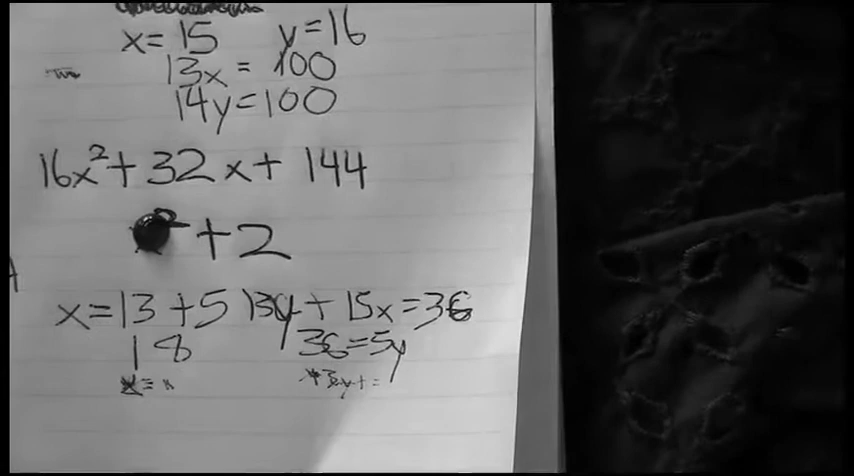 x=15 y=16
13x = 100
14y=100
16x²+32x+144
+2
x=13+5 13y+15x=36
18 36=5y